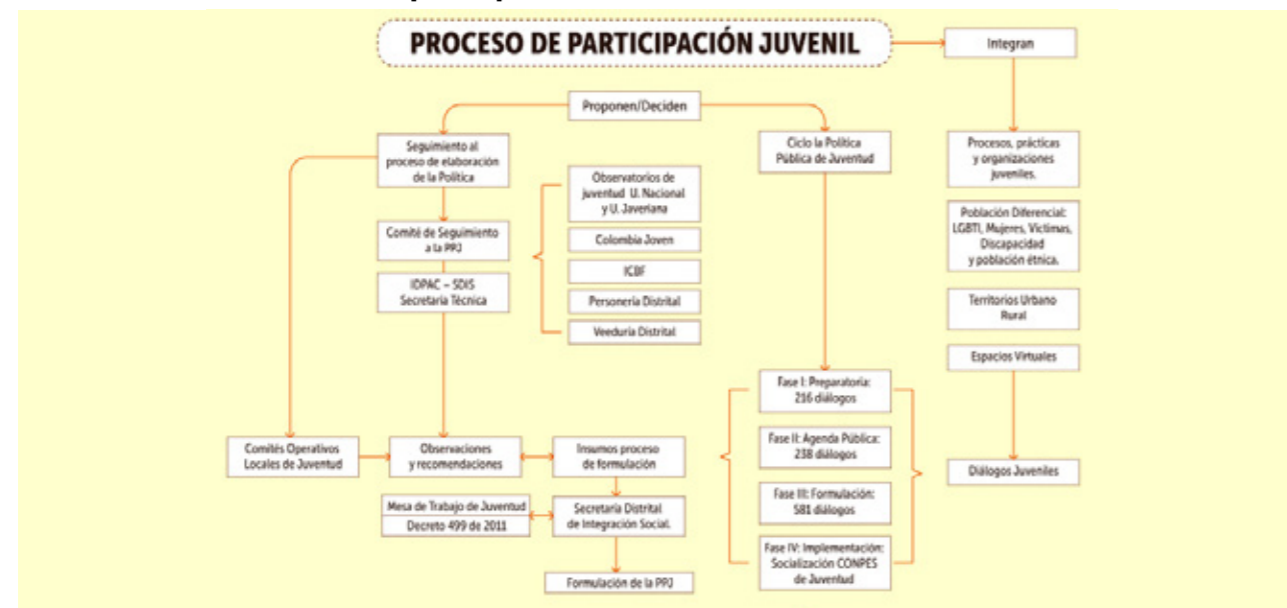 PROCESO DE PARTICIPACIÓN JUVENIL
Integran
Proponen/Deciden
Seguimiento al
proceso de elaboración
de la Política
Comité de Seguimiento
a la PPJ
IDPAC – SDIS
Secretaría Técnica
Observatorios de
juventud U. Nacional
y U. Javeriana
Colombia Joven
ICBF
Personería Distrital
Veeduría Distrital
Ciclo la Política
Pública de Juventud
Procesos, prácticas
y organizaciones
juveniles.
Población Diferencial:
LGBTI, Mujeres, Víctimas,
Discapacidad
y población étnica.
Territorios Urbano
Rural
Espacios Virtuales
Diálogos Juveniles
Fase I: Preparatoria:
216 diálogos
Fase II: Agenda Pública:
238 diálogos
Fase III: Formulación:
581 diálogos
Fase IV: Implementación:
Socialización CONPES
de Juventud
Comités Operativos
Locales de Juventud
Observaciones
y recomendaciones
Insumos proceso
de formulación
Mesa de Trabajo de Juventud
Decreto 499 de 2011
Secretaría Distrital
de Integración Social.
Formulación de la PPJ